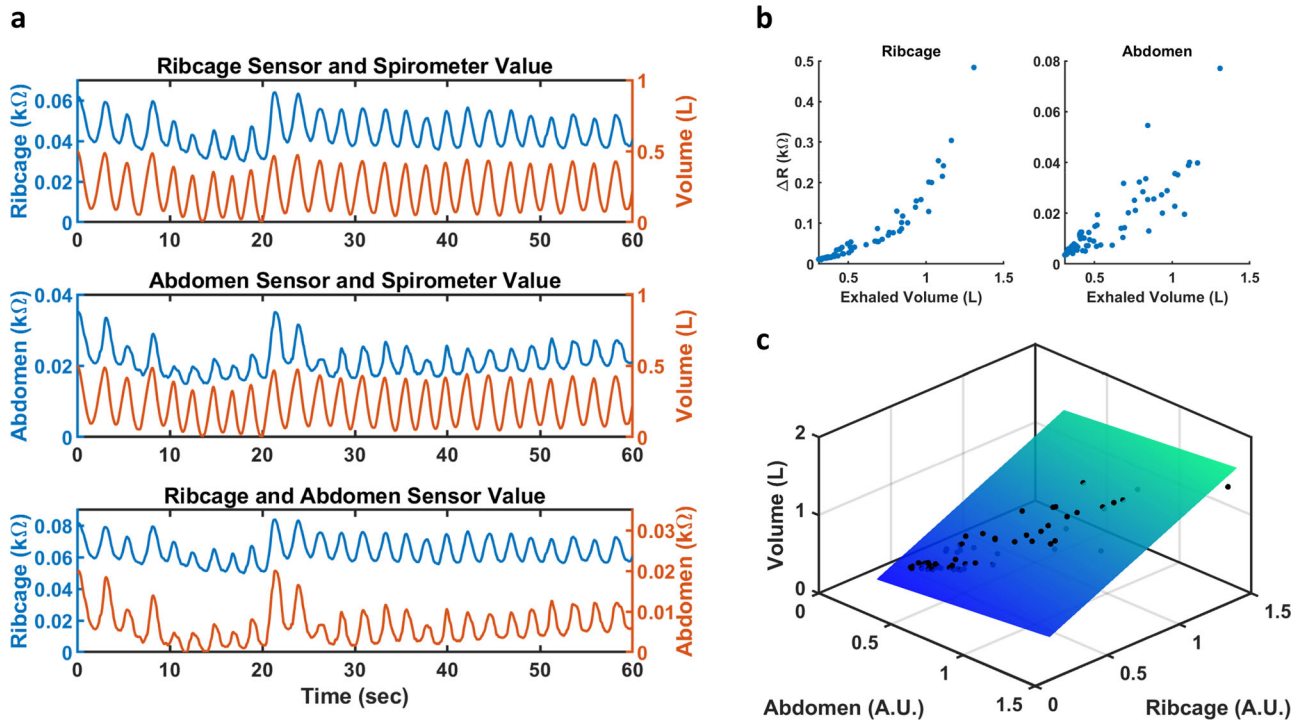 a
Ribcage Sensor and Spirometer Value
Ribcage (kΩ)
0.06
0.04
0.02
0
1
0.5
0
Volume (L)
0 10 20 30 40 50 60
Abdomen Sensor and Spirometer Value
Abdomen (kΩ)
0.04
0.02
0
1
0.5
0
Volume (L)
0 10 20 30 40 50 60
Ribcage and Abdomen Sensor Value
Ribcage (kΩ)
0.08
0.06
0.04
0.02
0
0.03
0.02
0.01
0
Abdomen (kΩ)
0 10 20 30 40 50 60
Time (sec)
b
Ribcage
ΔR (kΩ)
0.5
0.4
0.3
0.2
0.1
0
0.5 1 1.5
Exhaled Volume (L)
Abdomen
0.08
0.06
0.04
0.02
0
0.5 1 1.5
Exhaled Volume (L)
c
Volume (L)
2
1
0
0
0.5
1
1.5
Abdomen (A.U.)
0
0.5
1
1.5
Ribcage (A.U.)